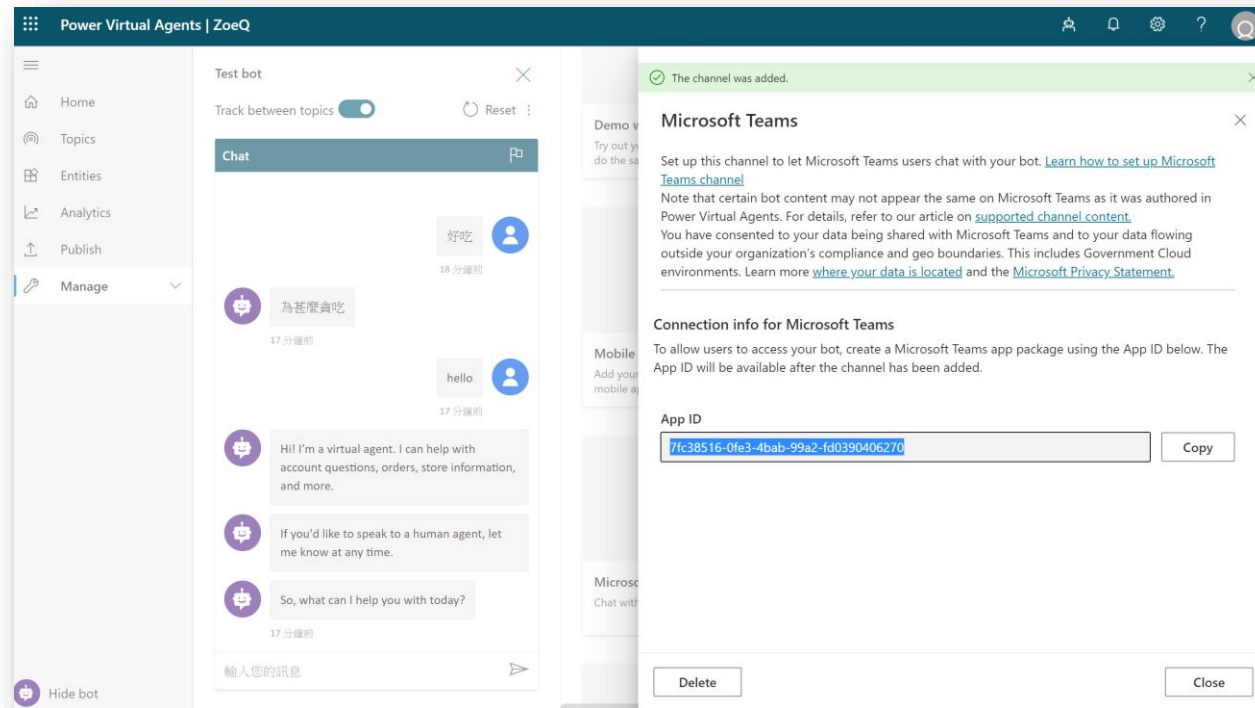 Power Virtual Agents | ZoeQ
?
Home
Topics
Entities
Analytics
Publish
Manage
Hide bot
Test bot
Track between topics
Reset
Chat
好吃
18 分鐘前
為甚麼貪吃
17 分鐘前
hello
17 分鐘前
Hi! I'm a virtual agent. I can help with
account questions, orders, store information,
and more.
If you'd like to speak to a human agent, let
me know at any time.
So, what can I help you with today?
17 分鐘前
輸入您的訊息
Demo
Try out
do the
Mobile
Add your
mobile
Chat with
The channel was added.
Microsoft Teams
Set up this channel to let Microsoft Teams users chat with your bot. Learn how to set up Microsoft
Teams channel
Note that certain bot content may not appear the same on Microsoft Teams as it was authored in
Power Virtual Agents. For details, refer to our article on supported channel content.
You have consented to your data being shared with Microsoft Teams and to your data flowing
outside your organization's compliance and geo boundaries. This includes Government Cloud
environments. Learn more where your data is located and the Microsoft Privacy Statement.
Connection info for Microsoft Teams
To allow users to access your bot, create a Microsoft Teams app package using the App ID below. The
App ID will be available after the channel has been added.
App ID
7fc38516-0fe3-4bab-99a2-fd0390406270
Copy
Delete
Close